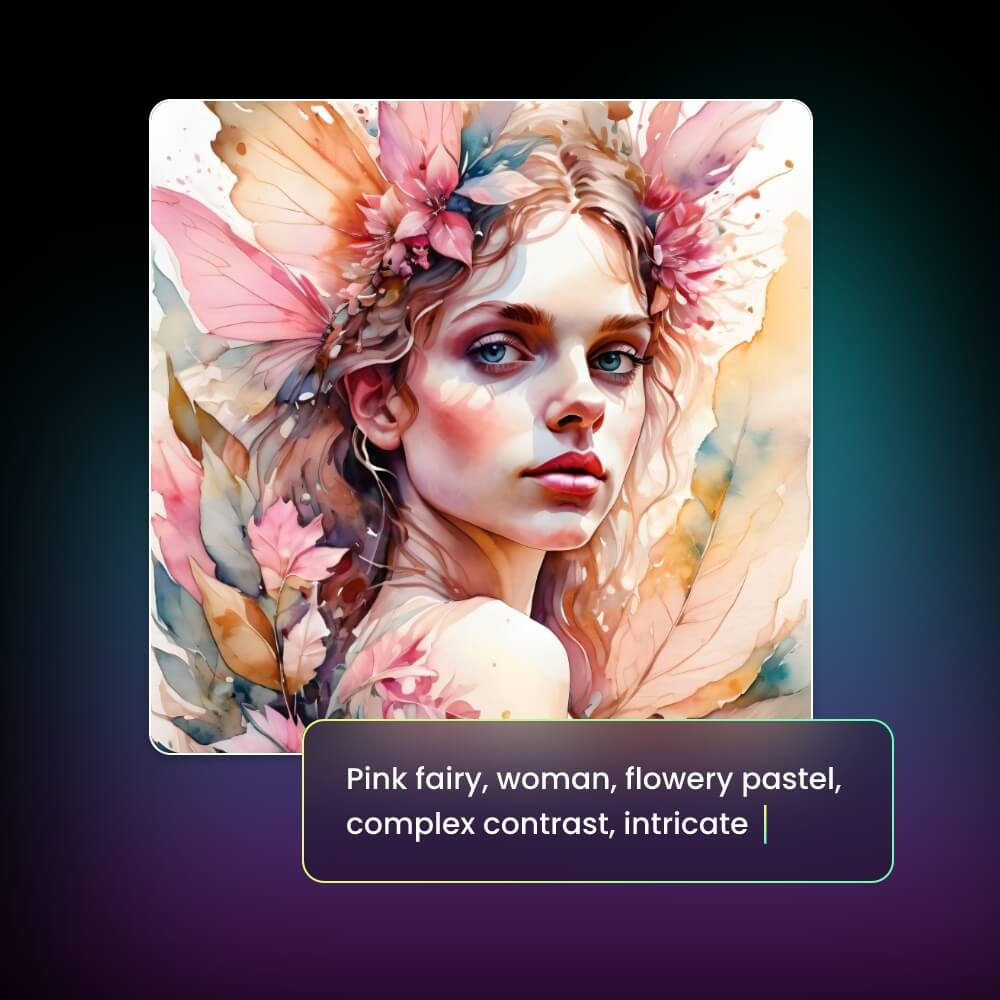 Pink fairy, woman, flowery pastel,
complex contrast, intricate